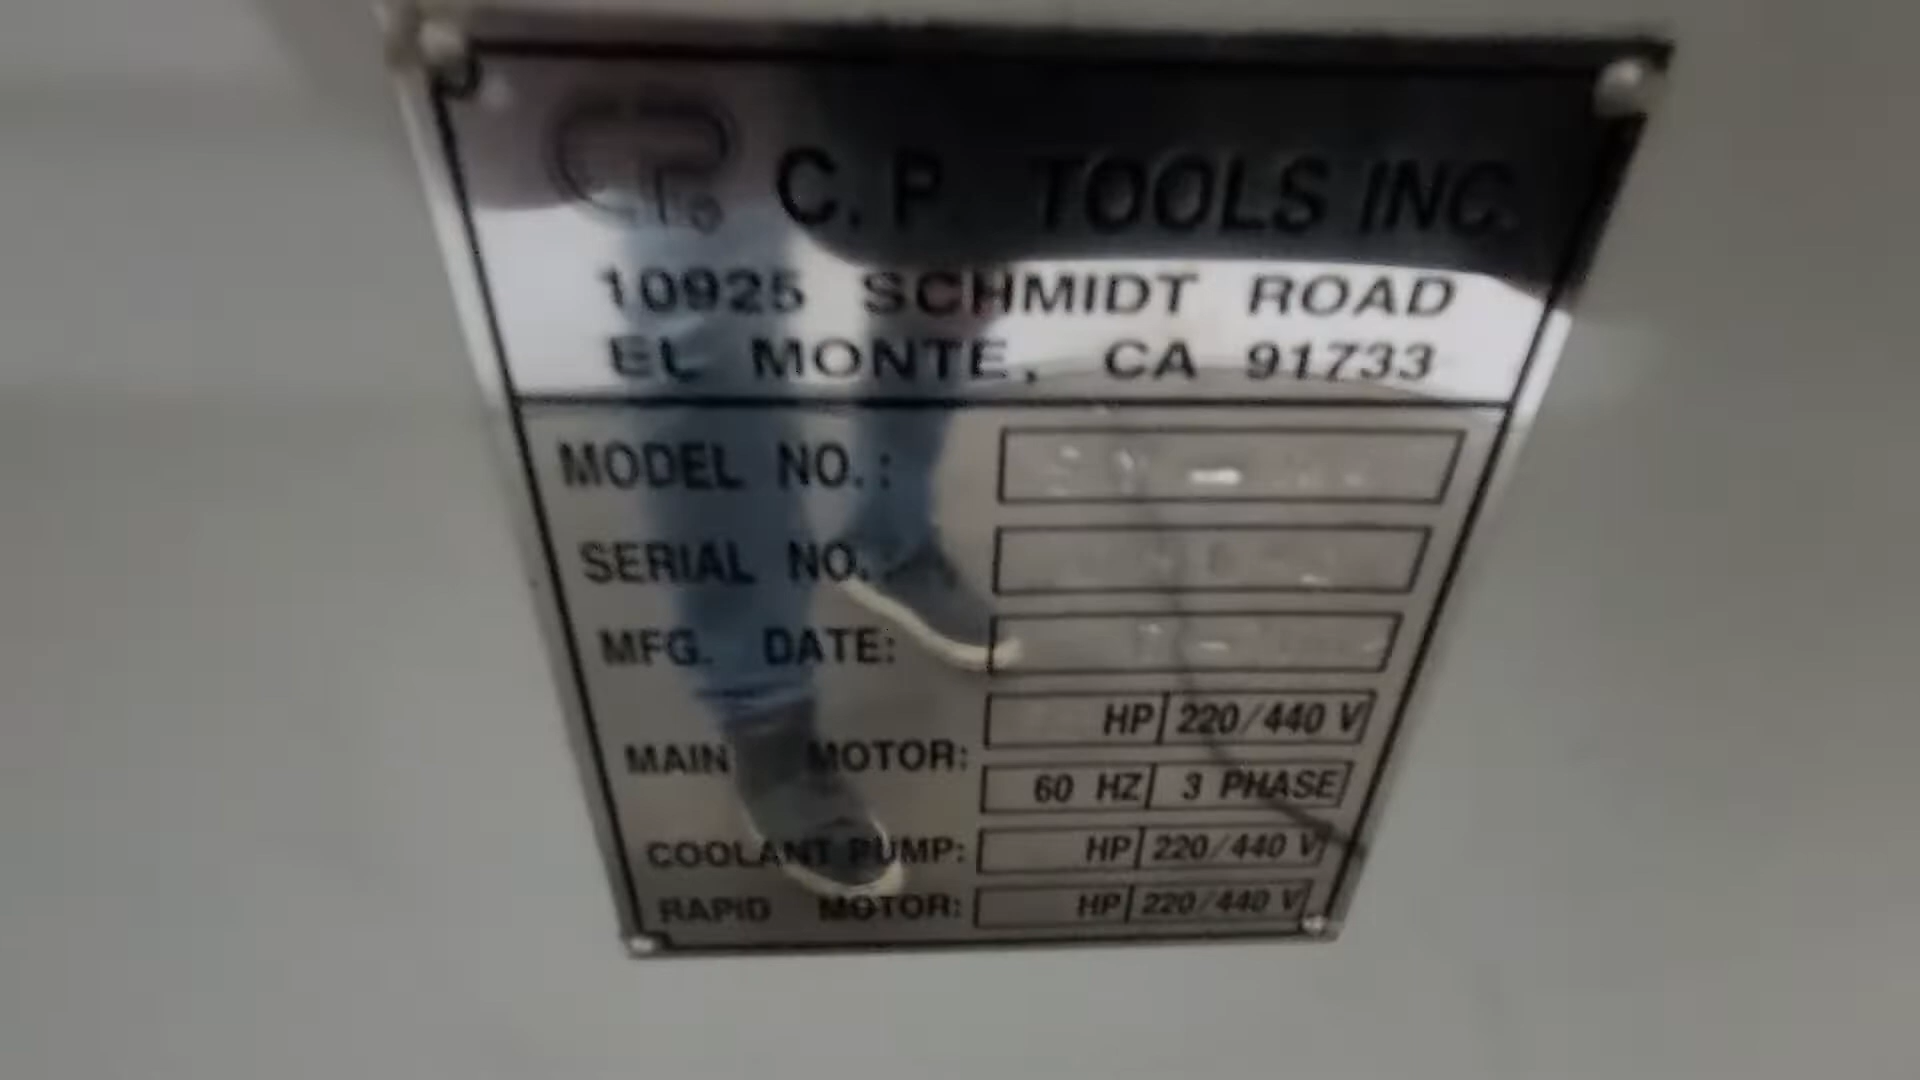 C. P. TOOLS INC.
10925 SCHMIDT ROAD
EL MONTE, CA 91733
MODEL NO.:
SERIAL NO.:
MFG. DATE:
MAIN MOTOR: HP 220/440 V
60 HZ 3 PHASE
COOLANT PUMP: HP 220/440 V
RAPID MOTOR: HP 220/440 V